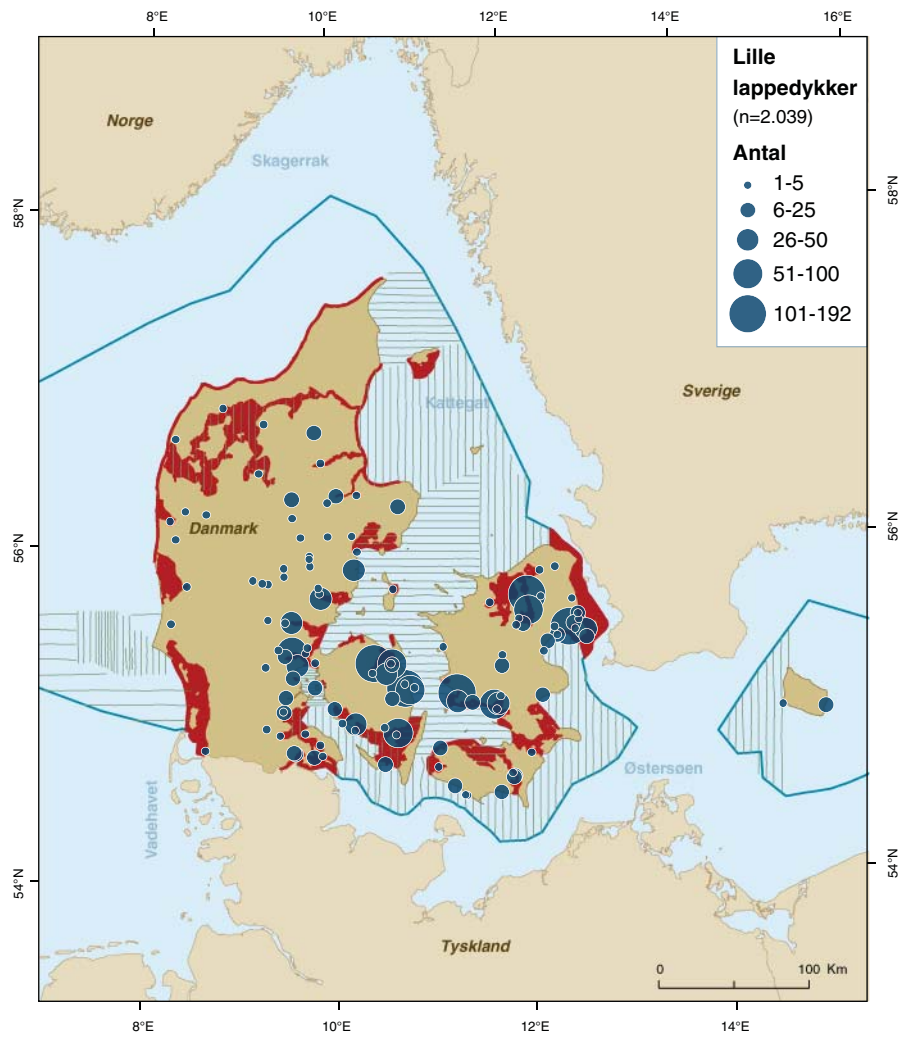 8°E 10°E 12°E 14°E 16°E
Lille
lappedykker
(n=2.039)
Antal
1-5
6-25
26-50
51-100
101-192
Norge
Skagerrak
58°N
58°N
Sverige
Kattegat
Danmark
56°N
56°N
Østersøen
Vadehavet
54°N
54°N
Tyskland
0 100 Km
8°E 10°E 12°E 14°E